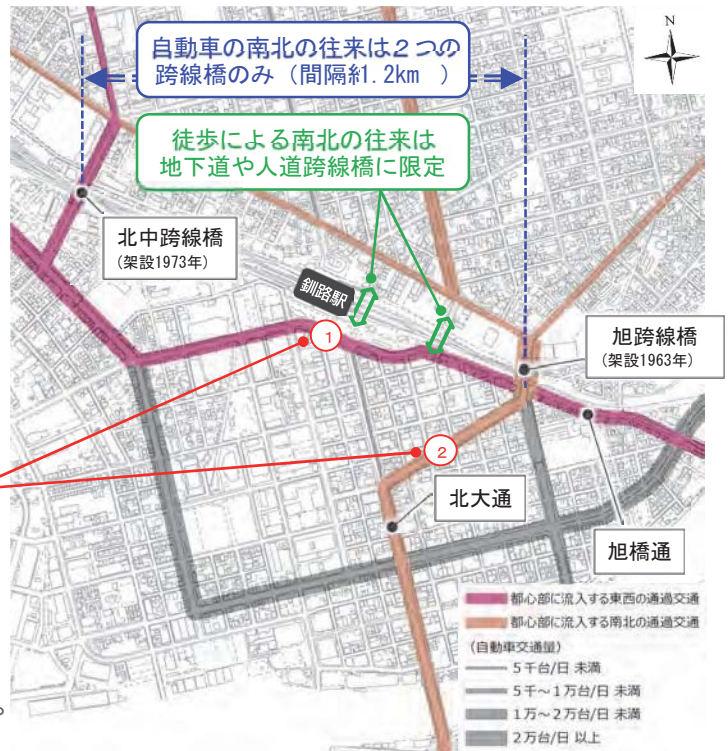 N
自動車の南北の往来は２つの
跨線橋のみ（間隔約1.2km ）
徒歩による南北の往来は
地下道や人道跨線橋に限定
北中跨線橋
(架設1973年)
釧路駅
1
旭跨線橋
(架設1963年)
2
北大通
旭橋通
都心部に流入する東西の通過交通
都心部に流入する南北の通過交通
（自動車交通量）
５千台/日 未満
５千～１万台/日 未満
１万～２万台/日 未満
２万台/日 以上
。